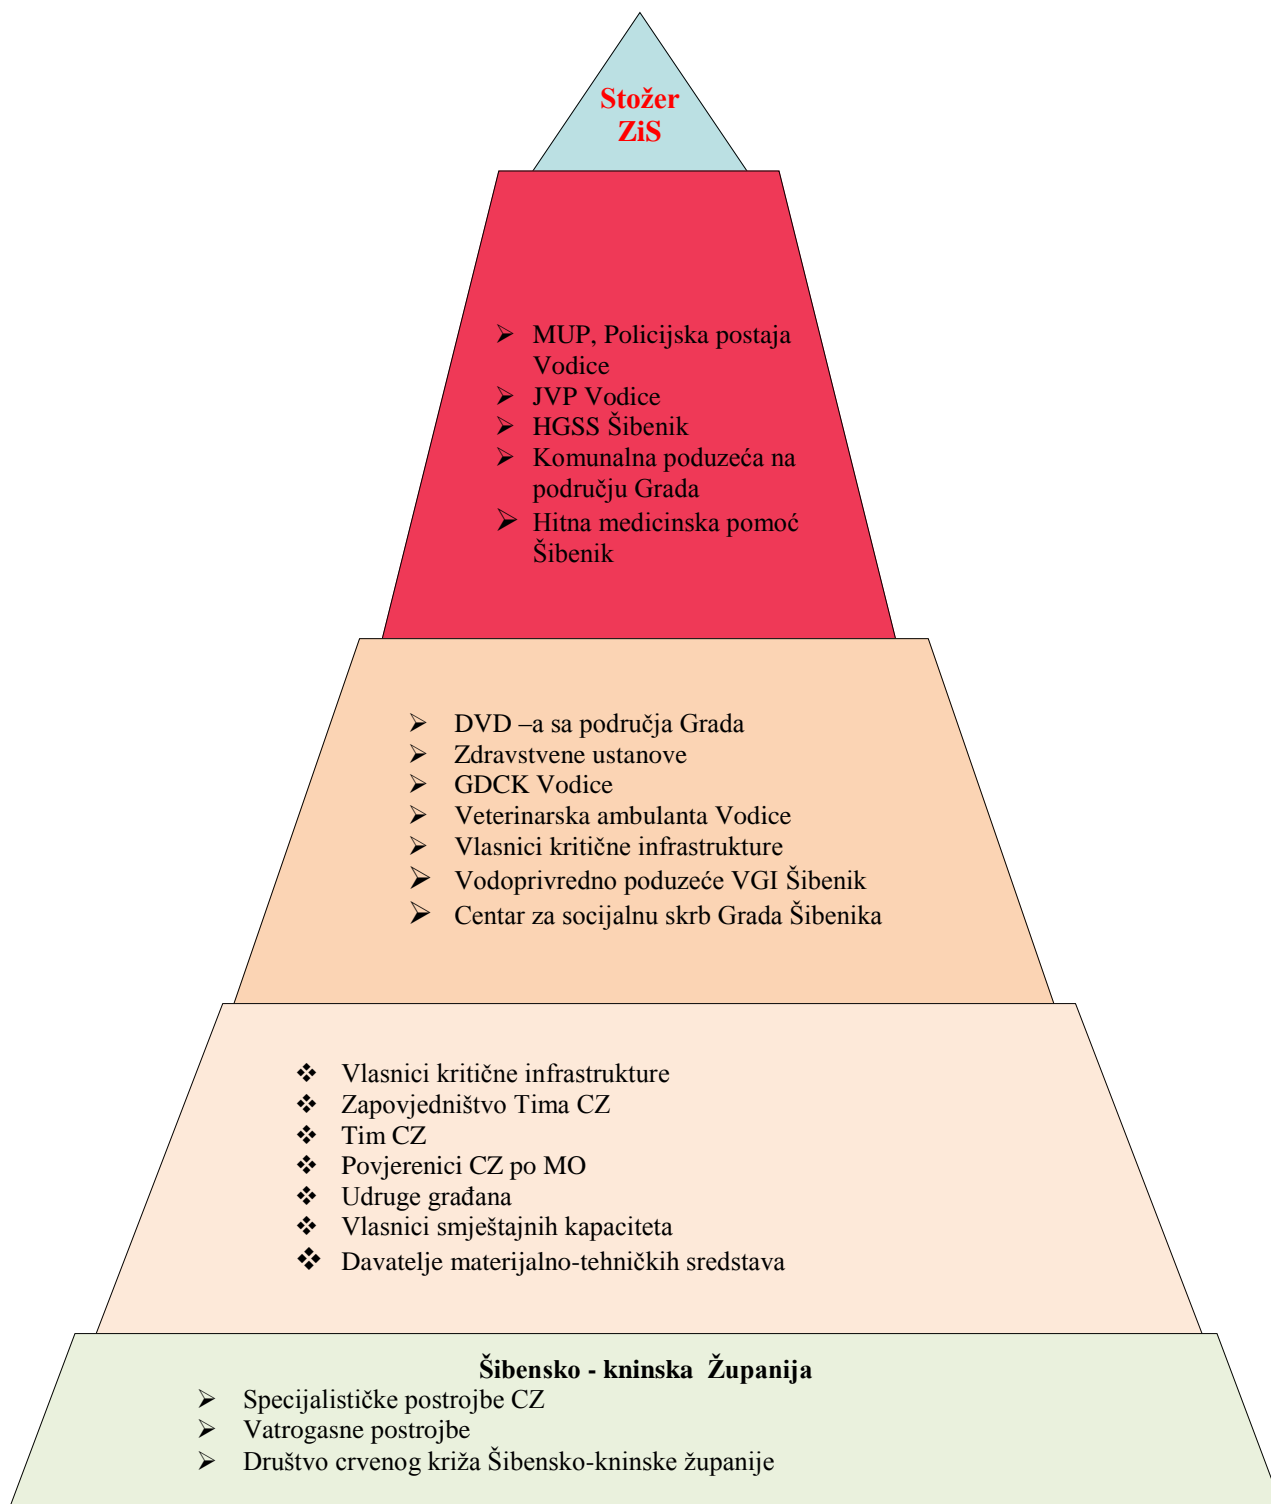 Stožer
ZiS
➢ MUP, Policijska postaja
Vodice
➢ JVP Vodice
➢ HGSS Šibenik
➢ Komunalna poduzeća na
području Grada
➢ Hitna medicinska pomoć
Šibenik
➢ DVD –a sa područja Grada
➢ Zdravstvene ustanove
➢ GDCK Vodice
➢ Veterinarska ambulanta Vodice
➢ Vlasnici kritične infrastrukture
➢ Vodoprivredno poduzeće VGI Šibenik
➢ Centar za socijalnu skrb Grada Šibenika
❖ Vlasnici kritične infrastrukture
❖ Zapovjedništvo Tima CZ
❖ Tim CZ
❖ Povjerenici CZ po MO
❖ Udruge građana
❖ Vlasnici smještajnih kapaciteta
❖ Davatelje materijalno-tehničkih sredstava
Šibensko - kninska Županija
➢ Specijalističke postrojbe CZ
➢ Vatrogasne postrojbe
➢ Društvo crvenog križa Šibensko-kninske županije